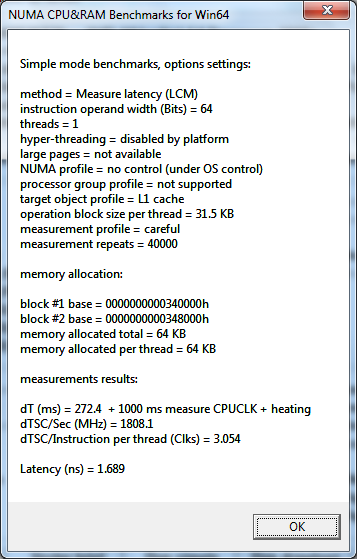 NUMA CPU&RAM Benchmarks for Win64
Simple mode benchmarks, options settings:
method = Measure latency (LCM)
instruction operand width (Bits) = 64
threads = 1
hyper-threading = disabled by platform
large pages = not available
NUMA profile = no control (under OS control)
processor group profile = not supported
target object profile = L1 cache
operation block size per thread = 31.5 KB
measurement profile = careful
measurement repeats = 40000
memory allocation:
block #1 base = 0000000000340000h
block #2 base = 0000000000348000h
memory allocated total = 64 KB
memory allocated per thread = 64 KB
measurements results:
dT (ms) = 272.4  + 1000 ms measure CPUCLK + heating
dTSC/Sec (MHz) = 1808.1
dTSC/Instruction per thread (Clks) = 3.054
Latency (ns) = 1.689
OK